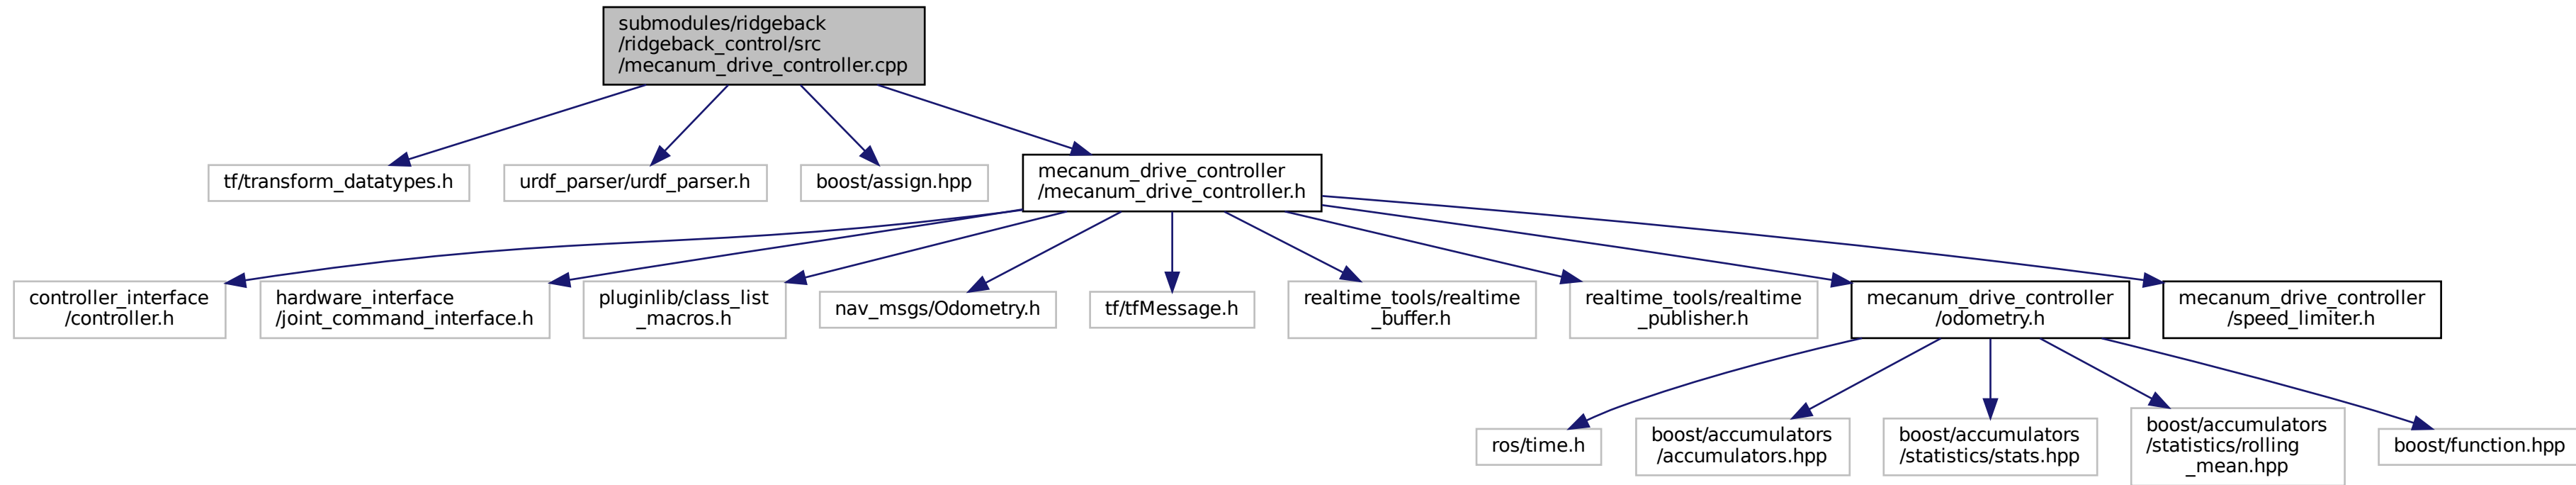 submodules/ridgeback
/ridgeback_control/src
/mecanum_drive_controller.cpp
tf/transform_datatypes.h
urdf_parser/urdf_parser.h
boost/assign.hpp
mecanum_drive_controller
/mecanum_drive_controller.h
controller_interface
/controller.h
hardware_interface
/joint_command_interface.h
pluginlib/class_list
_macros.h
nav_msgs/Odometry.h
tf/tfMessage.h
realtime_tools/realtime
_buffer.h
realtime_tools/realtime
_publisher.h
mecanum_drive_controller
/odometry.h
mecanum_drive_controller
/speed_limiter.h
ros/time.h
boost/accumulators
/accumulators.hpp
boost/accumulators
/statistics/stats.hpp
boost/accumulators
/statistics/rolling
_mean.hpp
boost/function.hpp